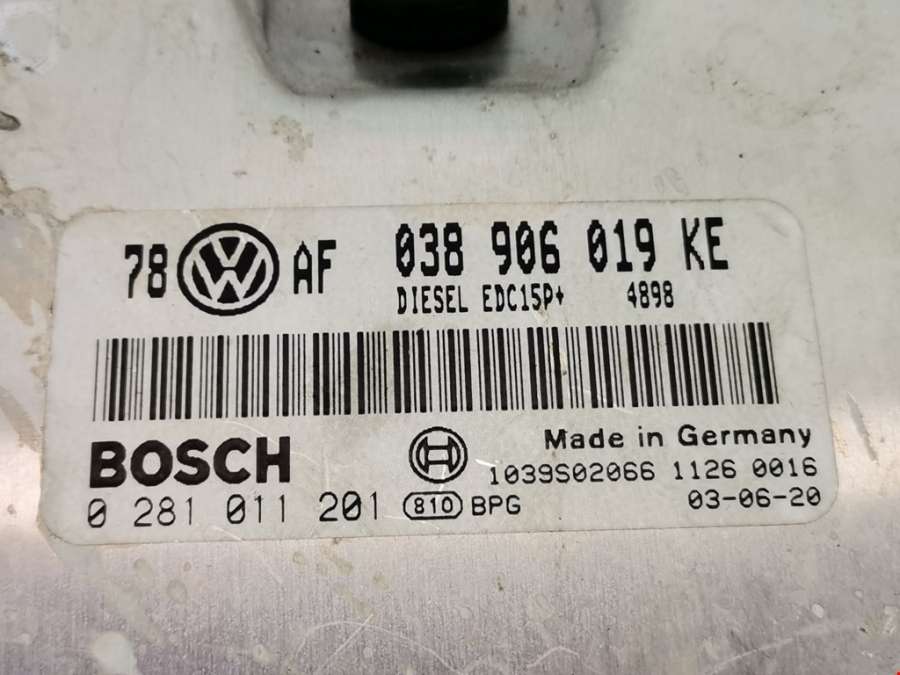 78 VW AF 038 906 019 KE
DIESEL EDC15P+ 4898
BOSCH
Made in Germany
1039S02066 1126 0016
0 281 011 201 810 BPG
03-06-20